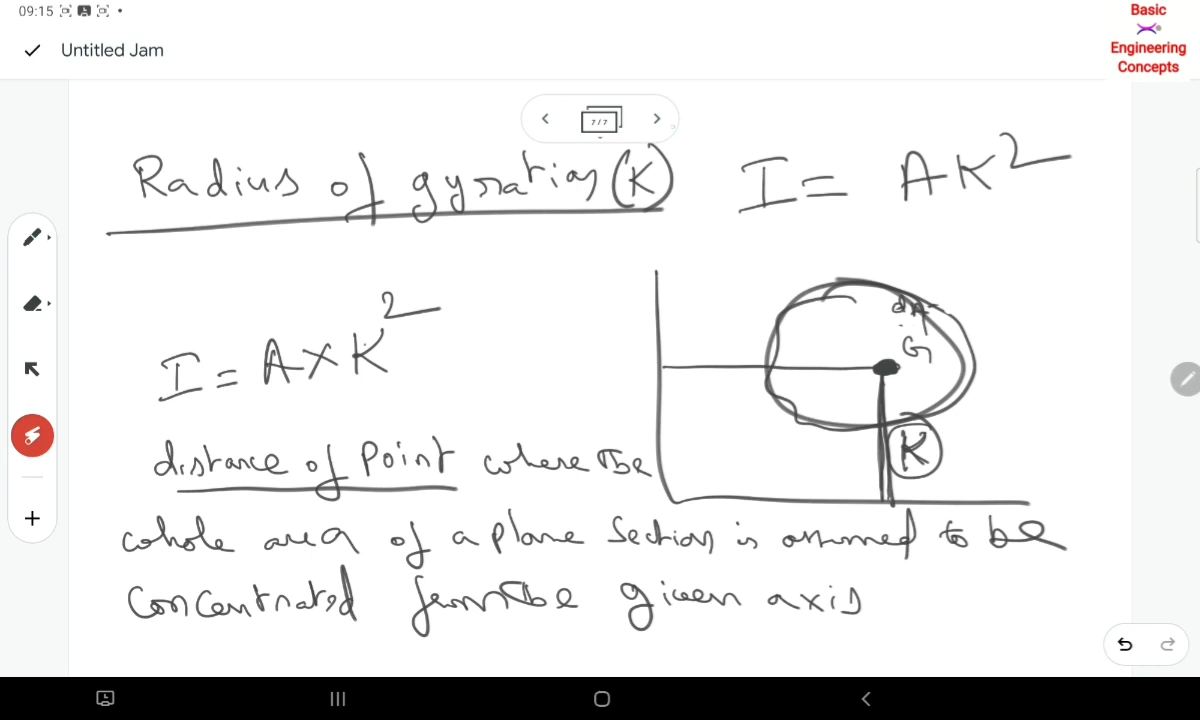 09:15
Untitled Jam
Basic
Engineering
Concepts
7 / 7
Radius of gyration (K) I = AK²
I = A×K²
dA
G
K
distance of Point where the
whole area of a plane Section is assumed to be
Concentrated from the given axis